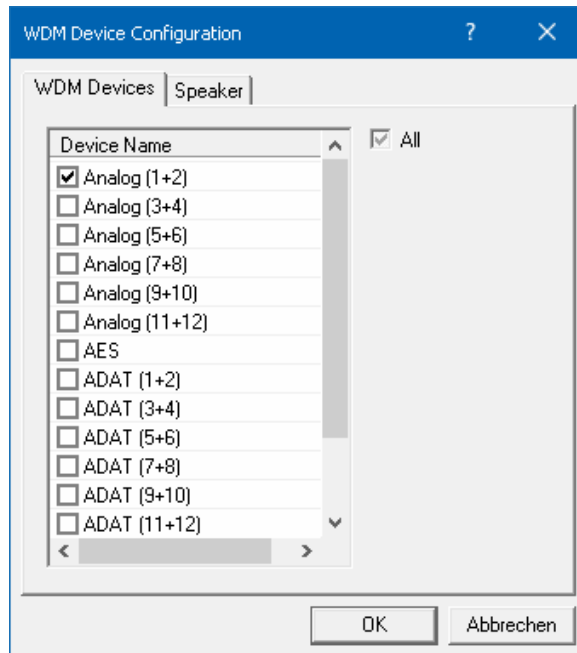 WDM Device Configuration ? ×
WDM Devices Speaker
Device Name
All
Analog (1+2)
Analog (3+4)
Analog (5+6)
Analog (7+8)
Analog (9+10)
Analog (11+12)
AES
ADAT (1+2)
ADAT (3+4)
ADAT (5+6)
ADAT (7+8)
ADAT (9+10)
ADAT (11+12)
OK Abbrechen